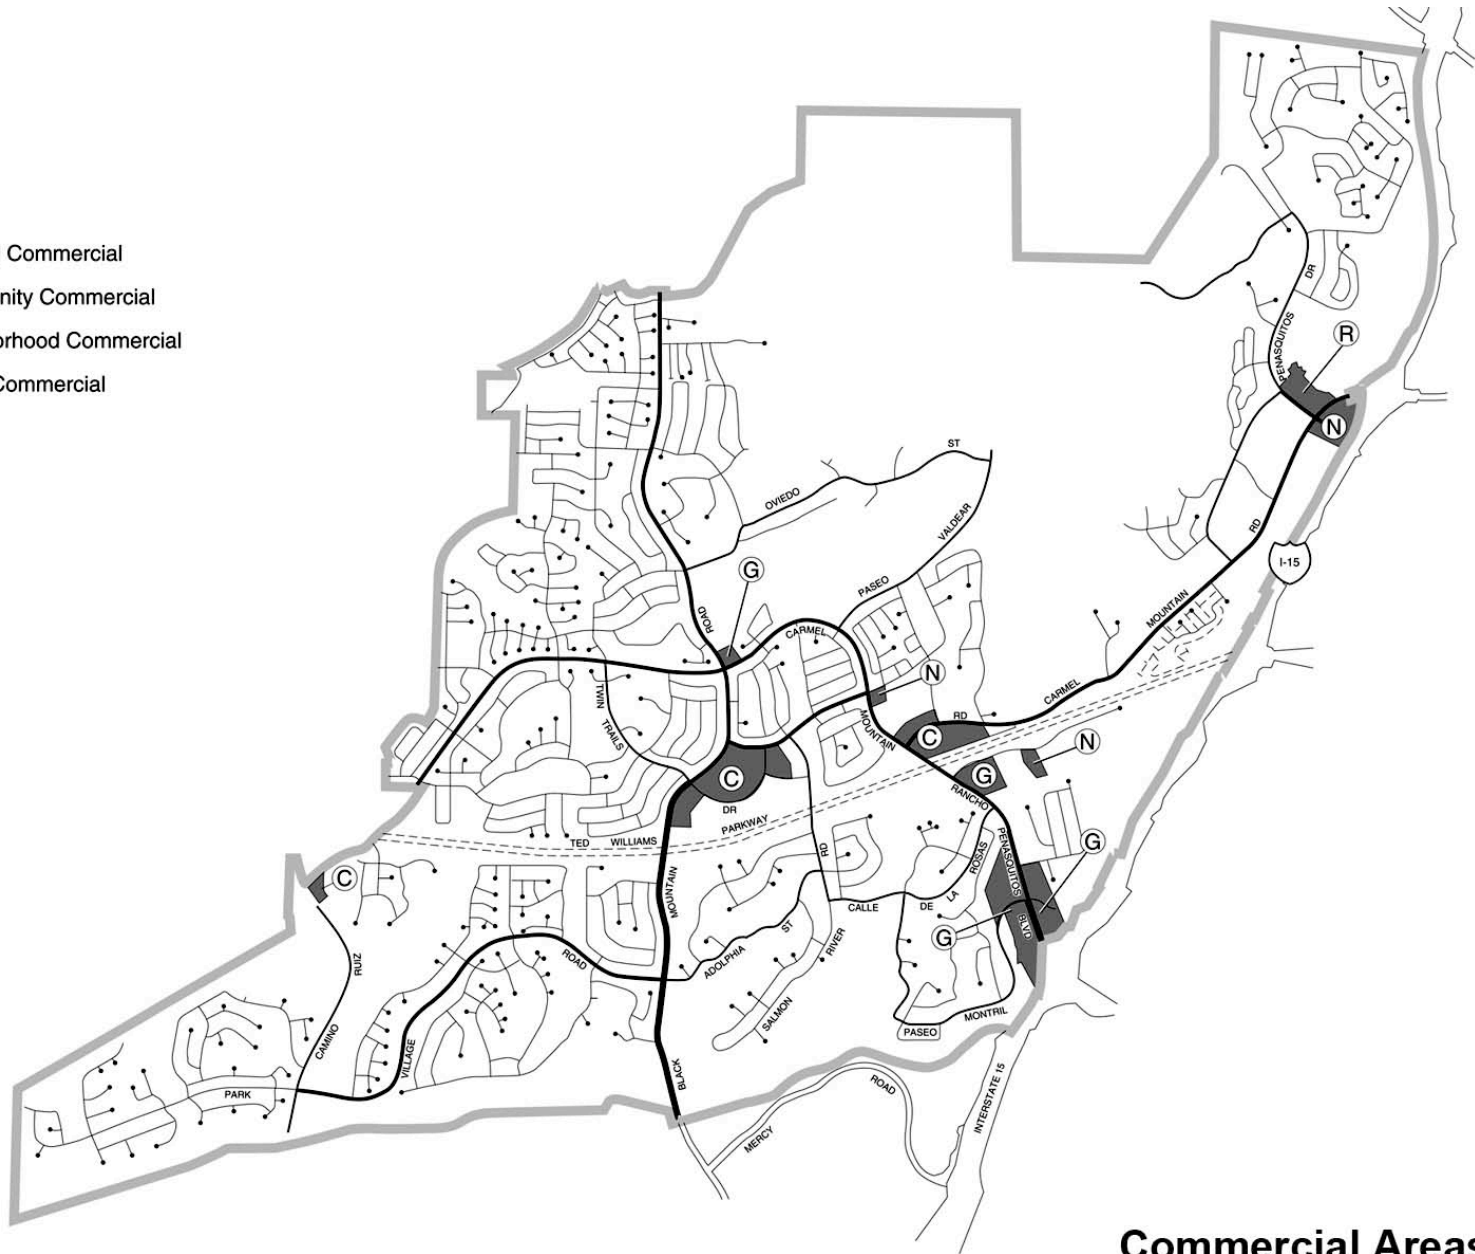 Commercial
nity Commercial
orhood Commercial
Commercial
DR
PENASQUITOS
R
N
ST
OVIEDO
VALDEAR
RD
I-15
G
PASEO
ROAD
CARMEL
MOUNTAIN
N
TWIN
TRAILS
CARMEL
RD
MOUNTAIN
C
N
C
G
DR
RANCHO
PARKWAY
TED WILLIAMS
PENASQUITOS
G
RD
ROSAS
C
MOUNTAIN
CALLE DE LA
BLVD
G
ST
ADOLPHIA
RIVER
ROAD
RUIZ
SALMON
MONTRIL
PASEO
CAMINO
VILLAGE
BLACK
ROAD
PARK
INTERSTATE 15
MERCY
Commercial Areas